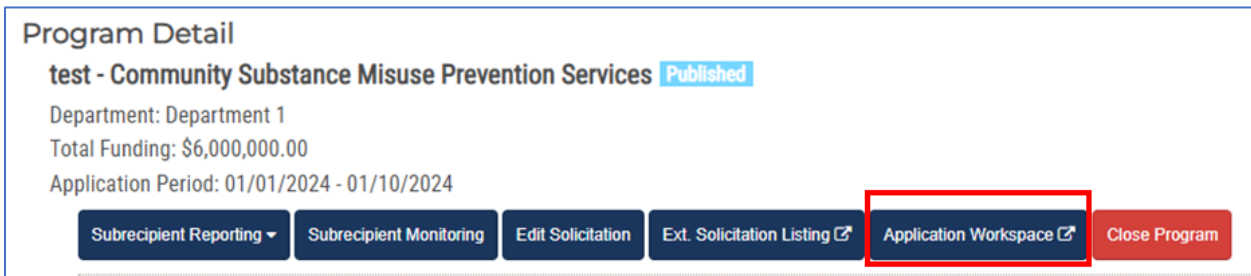 Program Detail
test - Community Substance Misuse Prevention Services Published
Department: Department 1
Total Funding: $6,000,000.00
Application Period: 01/01/2024 - 01/10/2024
Subrecipient Reporting Subrecipient Monitoring Edit Solicitation Ext. Solicitation Listing Application Workspace Close Program